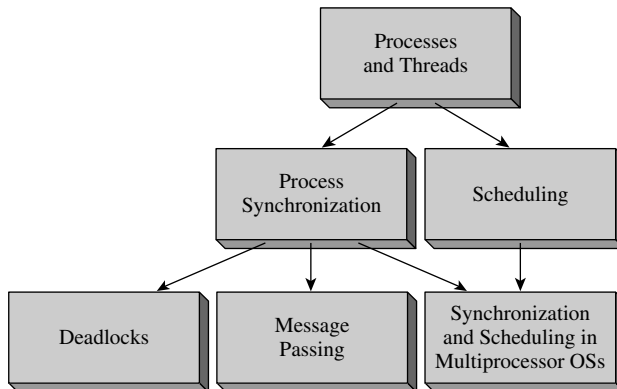 Processes
and Threads
Process
Synchronization
Scheduling
Deadlocks
Message
Passing
Synchronization
and Scheduling in
Multiprocessor OSs